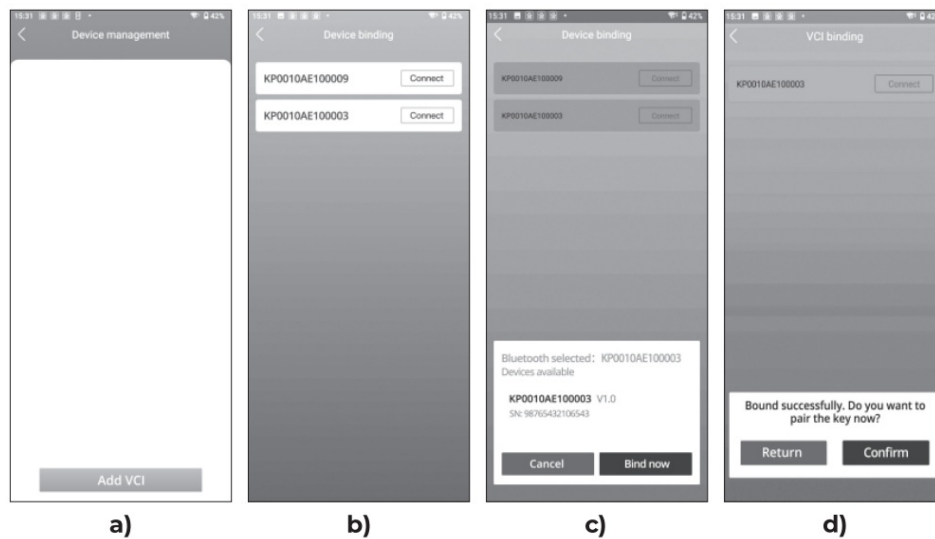 15:31 42%
Device management
Add VCI
a)
15:31 42%
Device binding
KP0010AE100009 Connect
KP0010AE100003 Connect
b)
15:31 42%
Device binding
KP0010AE100009 Connect
KP0010AE100003 Connect
Bluetooth selected: KP0010AE100003
Devices available
KP0010AE100003 V1.0
SN: 98765432106543
Cancel Bind now
c)
15:31 42
VCI binding
KP0010AE100003 Connect
Bound successfully. Do you want to
pair the key now?
Return Confirm
d)